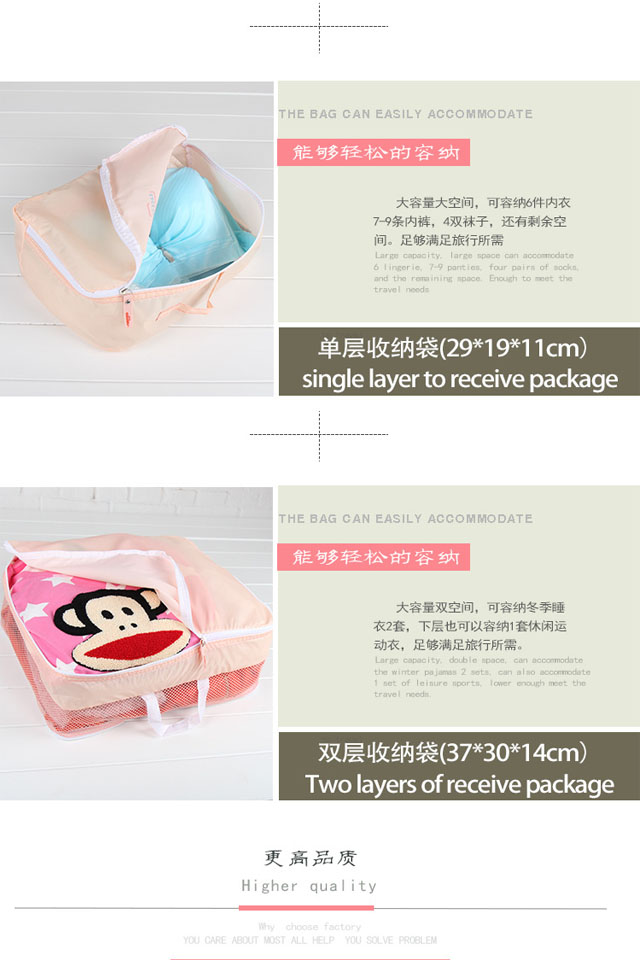 THE BAG CAN EASILY ACCOMMODATE
能够轻松的容纳
大容量大空间，可容纳6件内衣
7-9条内裤，4双袜子，还有剩余空
间。足够满足旅行所需
Large capacity, large space can accommodate
6 lingerie, 7-9 panties, four pairs of socks,
and the remaining space. Enough to meet the
travel needs
单层收纳袋(29*19*11cm）
single layer to receive package
THE BAG CAN EASILY ACCOMMODATE
能够轻松的容纳
大容量双空间，可容纳冬季睡
衣2套，下层也可以容纳1套休闲运
动衣，足够满足旅行所需。
Large capacity, double space, can accommodate
the winter pajamas 2 sets, can also accommodate
1 set of leisure sports, lower enough meet the
travel needs.
双层收纳袋(37*30*14cm）
Two layers of receive package
更高品质
Higher quality
Why choose factory
YOU CARE ABOUT MOST ALL HELP YOU SOLVE PROBLEM